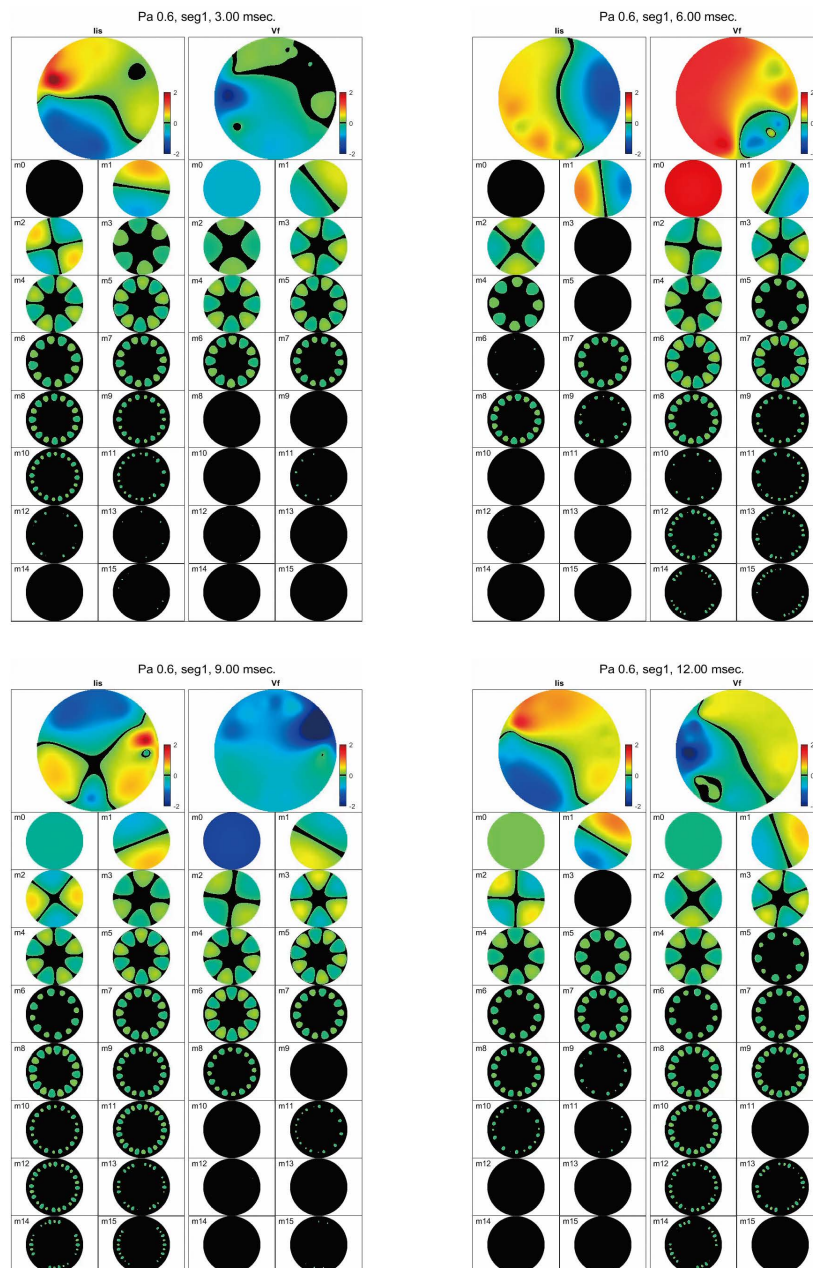 Pa 0.6, seg1, 3.00 msec.
Iis Vf
2 2
0 0
-2 -2
m0 m1 m0 m1
m2 m3 m2 m3
m4 m5 m4 m5
m6 m7 m6 m7
m8 m9 m8 m9
m10 m11 m10 m11
m12 m13 m12 m13
m14 m15 m14 m15
Pa 0.6, seg1, 6.00 msec.
Iis Vf
2 2
0 0
-2 -2
m0 m1 m0 m1
m2 m3 m2 m3
m4 m5 m4 m5
m6 m7 m6 m7
m8 m9 m8 m9
m10 m11 m10 m11
m12 m13 m12 m13
m14 m15 m14 m15
Pa 0.6, seg1, 9.00 msec.
Iis Vf
2 2
0 0
-2 -2
m0 m1 m0 m1
m2 m3 m2 m3
m4 m5 m4 m5
m6 m7 m6 m7
m8 m9 m8 m9
m10 m11 m10 m11
m12 m13 m12 m13
m14 m15 m14 m15
Pa 0.6, seg1, 12.00 msec.
Iis Vf
2 2
0 0
-2 -2
m0 m1 m0 m1
m2 m3 m2 m3
m4 m5 m4 m5
m6 m7 m6 m7
m8 m9 m8 m9
m10 m11 m10 m11
m12 m13 m12 m13
m14 m15 m14 m15